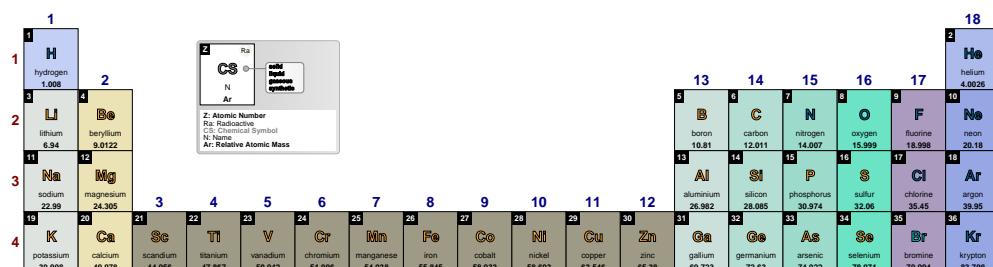 1 18
1 2
H He
hydrogen helium
1.008 4.0026
Z Ra
CS
N
Ar
solid
liquid
gaseous
synthetic
Z: Atomic Number
Ra: Radioactive
CS: Chemical Symbol
N: Name
Ar: Relative Atomic Mass
1
2 13 14 15 16 17
3 4 5 6 7 8 9 10
2 Li Be B C N O F Ne
lithium beryllium boron carbon nitrogen oxygen fluorine neon
6.94 9.0122 10.81 12.011 14.007 15.999 18.998 20.18
11 12 13 14 15 16 17 18
3 Na Mg Al Si P S Cl Ar
sodium magnesium aluminium silicon phosphorus sulfur chlorine argon
22.99 24.305 26.982 28.085 30.974 32.06 35.45 39.95
3 4 5 6 7 8 9 10 11 12
19 20 21 22 23 24 25 26 27 28 29 30 31 32 33 34 35 36
4 K Ca Sc Ti V Cr Mn Fe Co Ni Cu Zn Ga Ge As Se Br Kr
potassium calcium scandium titanium vanadium chromium manganese iron cobalt nickel copper zinc gallium germanium arsenic selenium bromine krypton